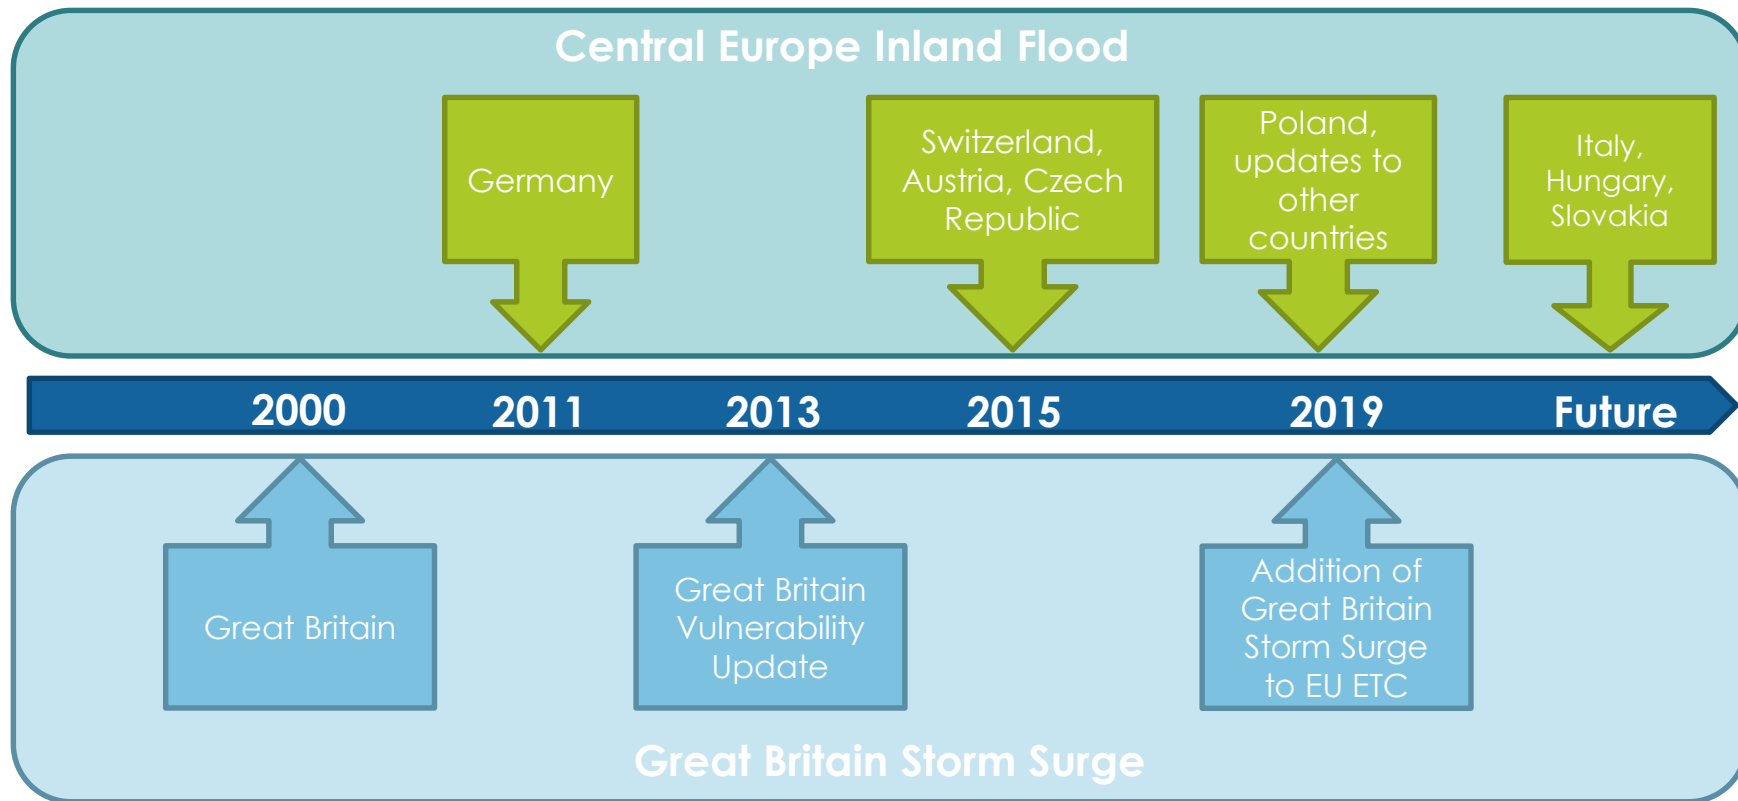 Central Europe Inland Flood
Germany
Switzerland,
Austria, Czech
Republic
Poland,
updates to
other
countries
Italy,
Hungary,
Slovakia
2000
2011
2013
2015
2019
Future
Great Britain
Great Britain
Vulnerability
Update
Addition of
Great Britain
Storm Surge
to EU ETC
Great Britain Storm Surge